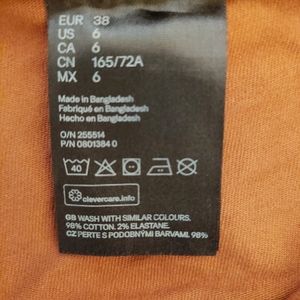 EUR 38
US 6
CA 6
CN 165/72A
MX 6
Made in Bangladesh
Fabriqué en Bangladesh
Hecho en Bangladesh
O/N 255514
P/N 0801384 0
40
clevercare.info
GB WASH WITH SIMILAR COLOURS.
98% COTTON. 2% ELASTANE.
CZ PERTE S PODOBNÝMI BARVAMI. 98%